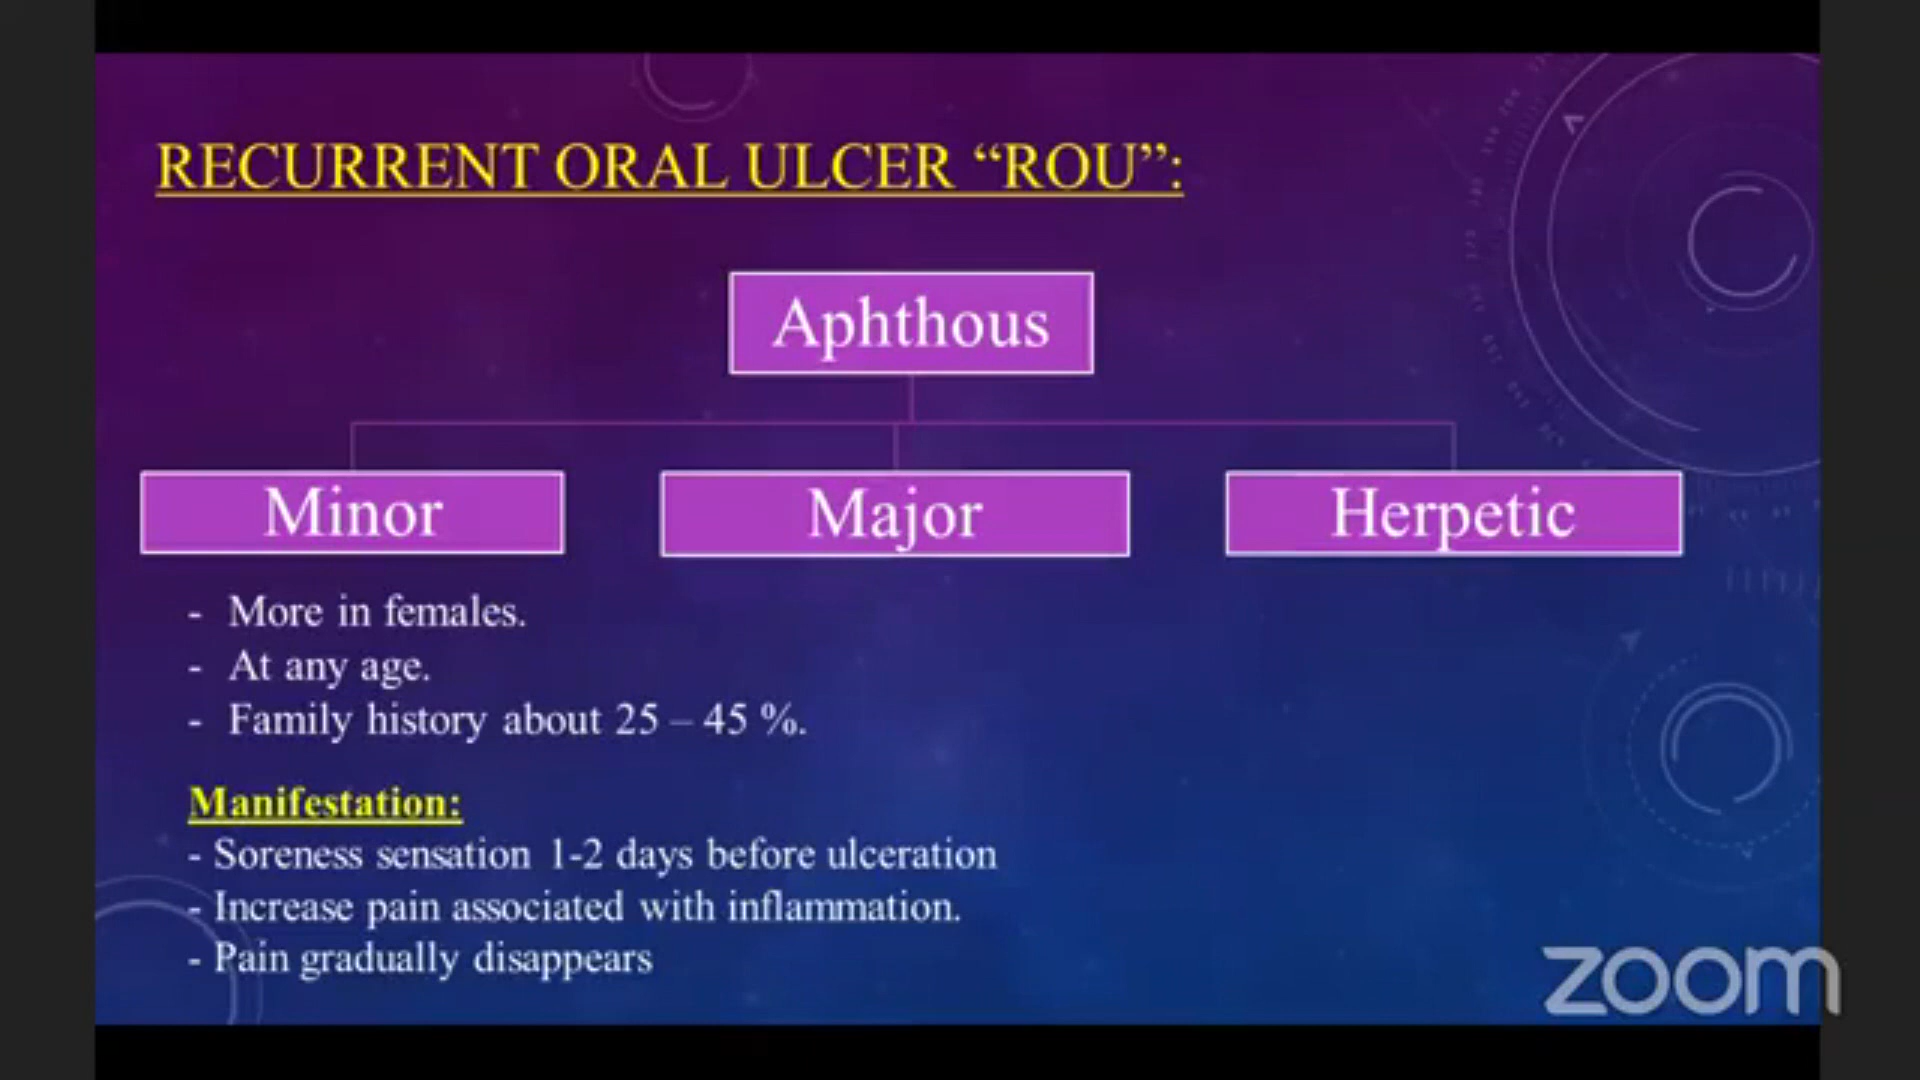 RECURRENT ORAL ULCER “ROU”:
Aphthous
Minor
Major
Herpetic
- More in females.
- At any age.
- Family history about 25 – 45 %.
Manifestation:
- Soreness sensation 1-2 days before ulceration
- Increase pain associated with inflammation.
- Pain gradually disappears
zoom